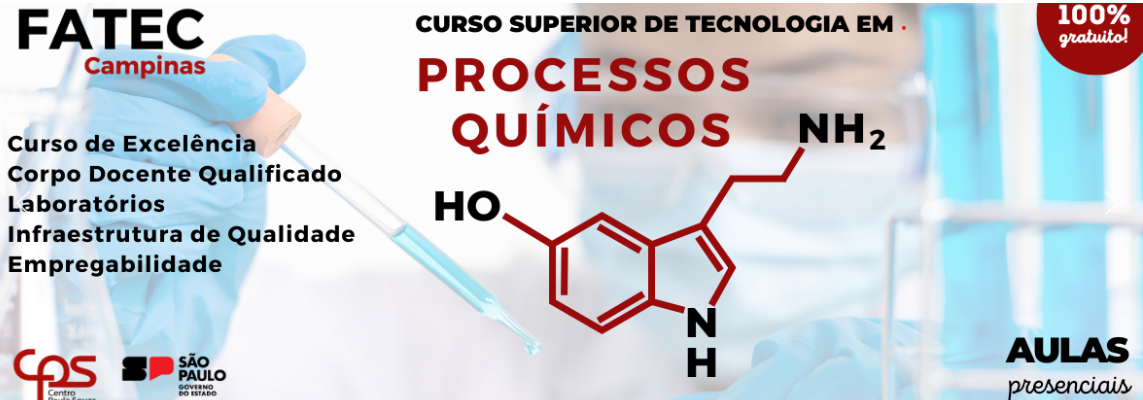 FATEC
Campinas
CURSO SUPERIOR DE TECNOLOGIA EM
PROCESSOS
QUÍMICOS
100%
gratuito!
Curso de Excelência
Corpo Docente Qualificado
Laboratórios
Infraestrutura de Qualidade
Empregabilidade
HO
NH₂
N
H
CPS
Centro
Paula Souza
SP
SÃO
PAULO
GOVERNO
DO ESTADO
AULAS
presenciais